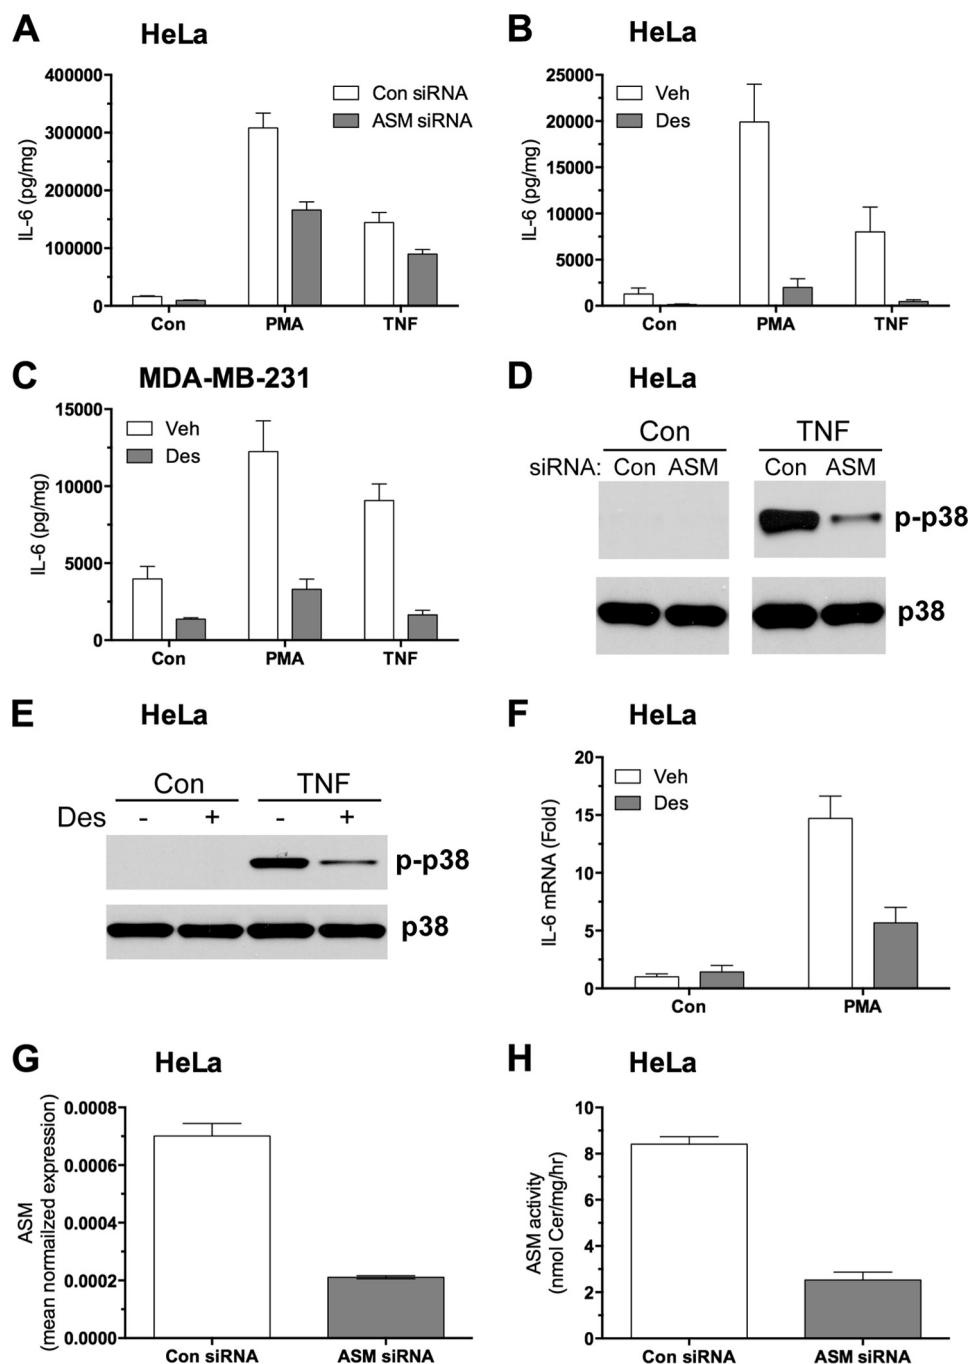 A HeLa
IL-6 (pg/mg)
400000
300000
200000
100000
0
Con siRNA
ASM siRNA
Con PMA TNF
B HeLa
IL-6 (pg/mg)
25000
20000
15000
10000
5000
0
Veh
Des
Con PMA TNF
C MDA-MB-231
IL-6 (pg/mg)
15000
10000
5000
0
Veh
Des
Con PMA TNF
D HeLa
Con TNF
siRNA: Con ASM Con ASM
p-p38
p38
E HeLa
Con TNF
Des - + - +
p-p38
p38
F HeLa
IL-6 mRNA (Fold)
20
15
10
5
0
Veh
Des
Con PMA
G HeLa
ASM
(mean normailzed expression)
0.0008
0.0006
0.0004
0.0002
0.0000
Con siRNA ASM siRNA
H HeLa
ASM activity
(nmol Cer/mg/hr)
10
8
6
4
2
0
Con siRNA ASM siRNA